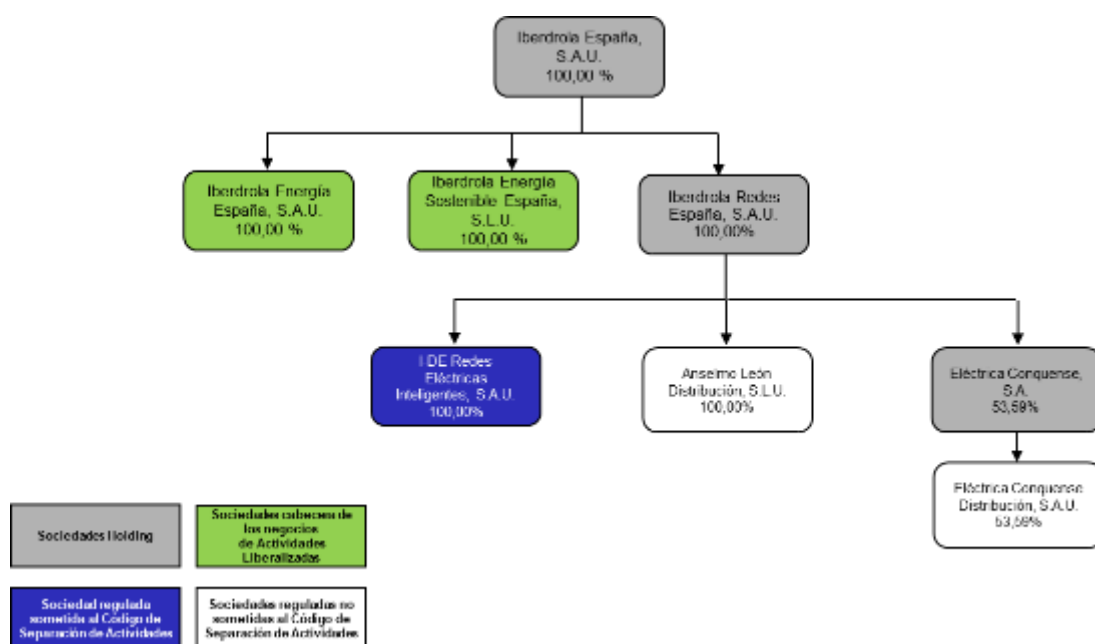 Iberdrola España,
S.A.U.
100,00 %
Iberdrola Energía
España, S.A.U.
100,00 %
Iberdrola Energía
Sostenible España,
S.L.U.
100,00 %
Iberdrola Redes
España, S.A.U.
100,00%
I-DE Redes
Eléctricas
Inteligentes, S.A.U.
100,00%
Anselmo León
Distribución, S.L.U.
100,00%
Eléctrica Conquense,
S.A.
53,59%
Eléctrica Conquense
Distribución, S.A.U.
53,59%
Sociedades Holding
Sociedades cabecera de
los negocios
de Actividades
Liberalizadas
Sociedad regulada
sometida al Código de
Separación de Actividades
Sociedades reguladas no
sometidas al Código de
Separación de Actividades